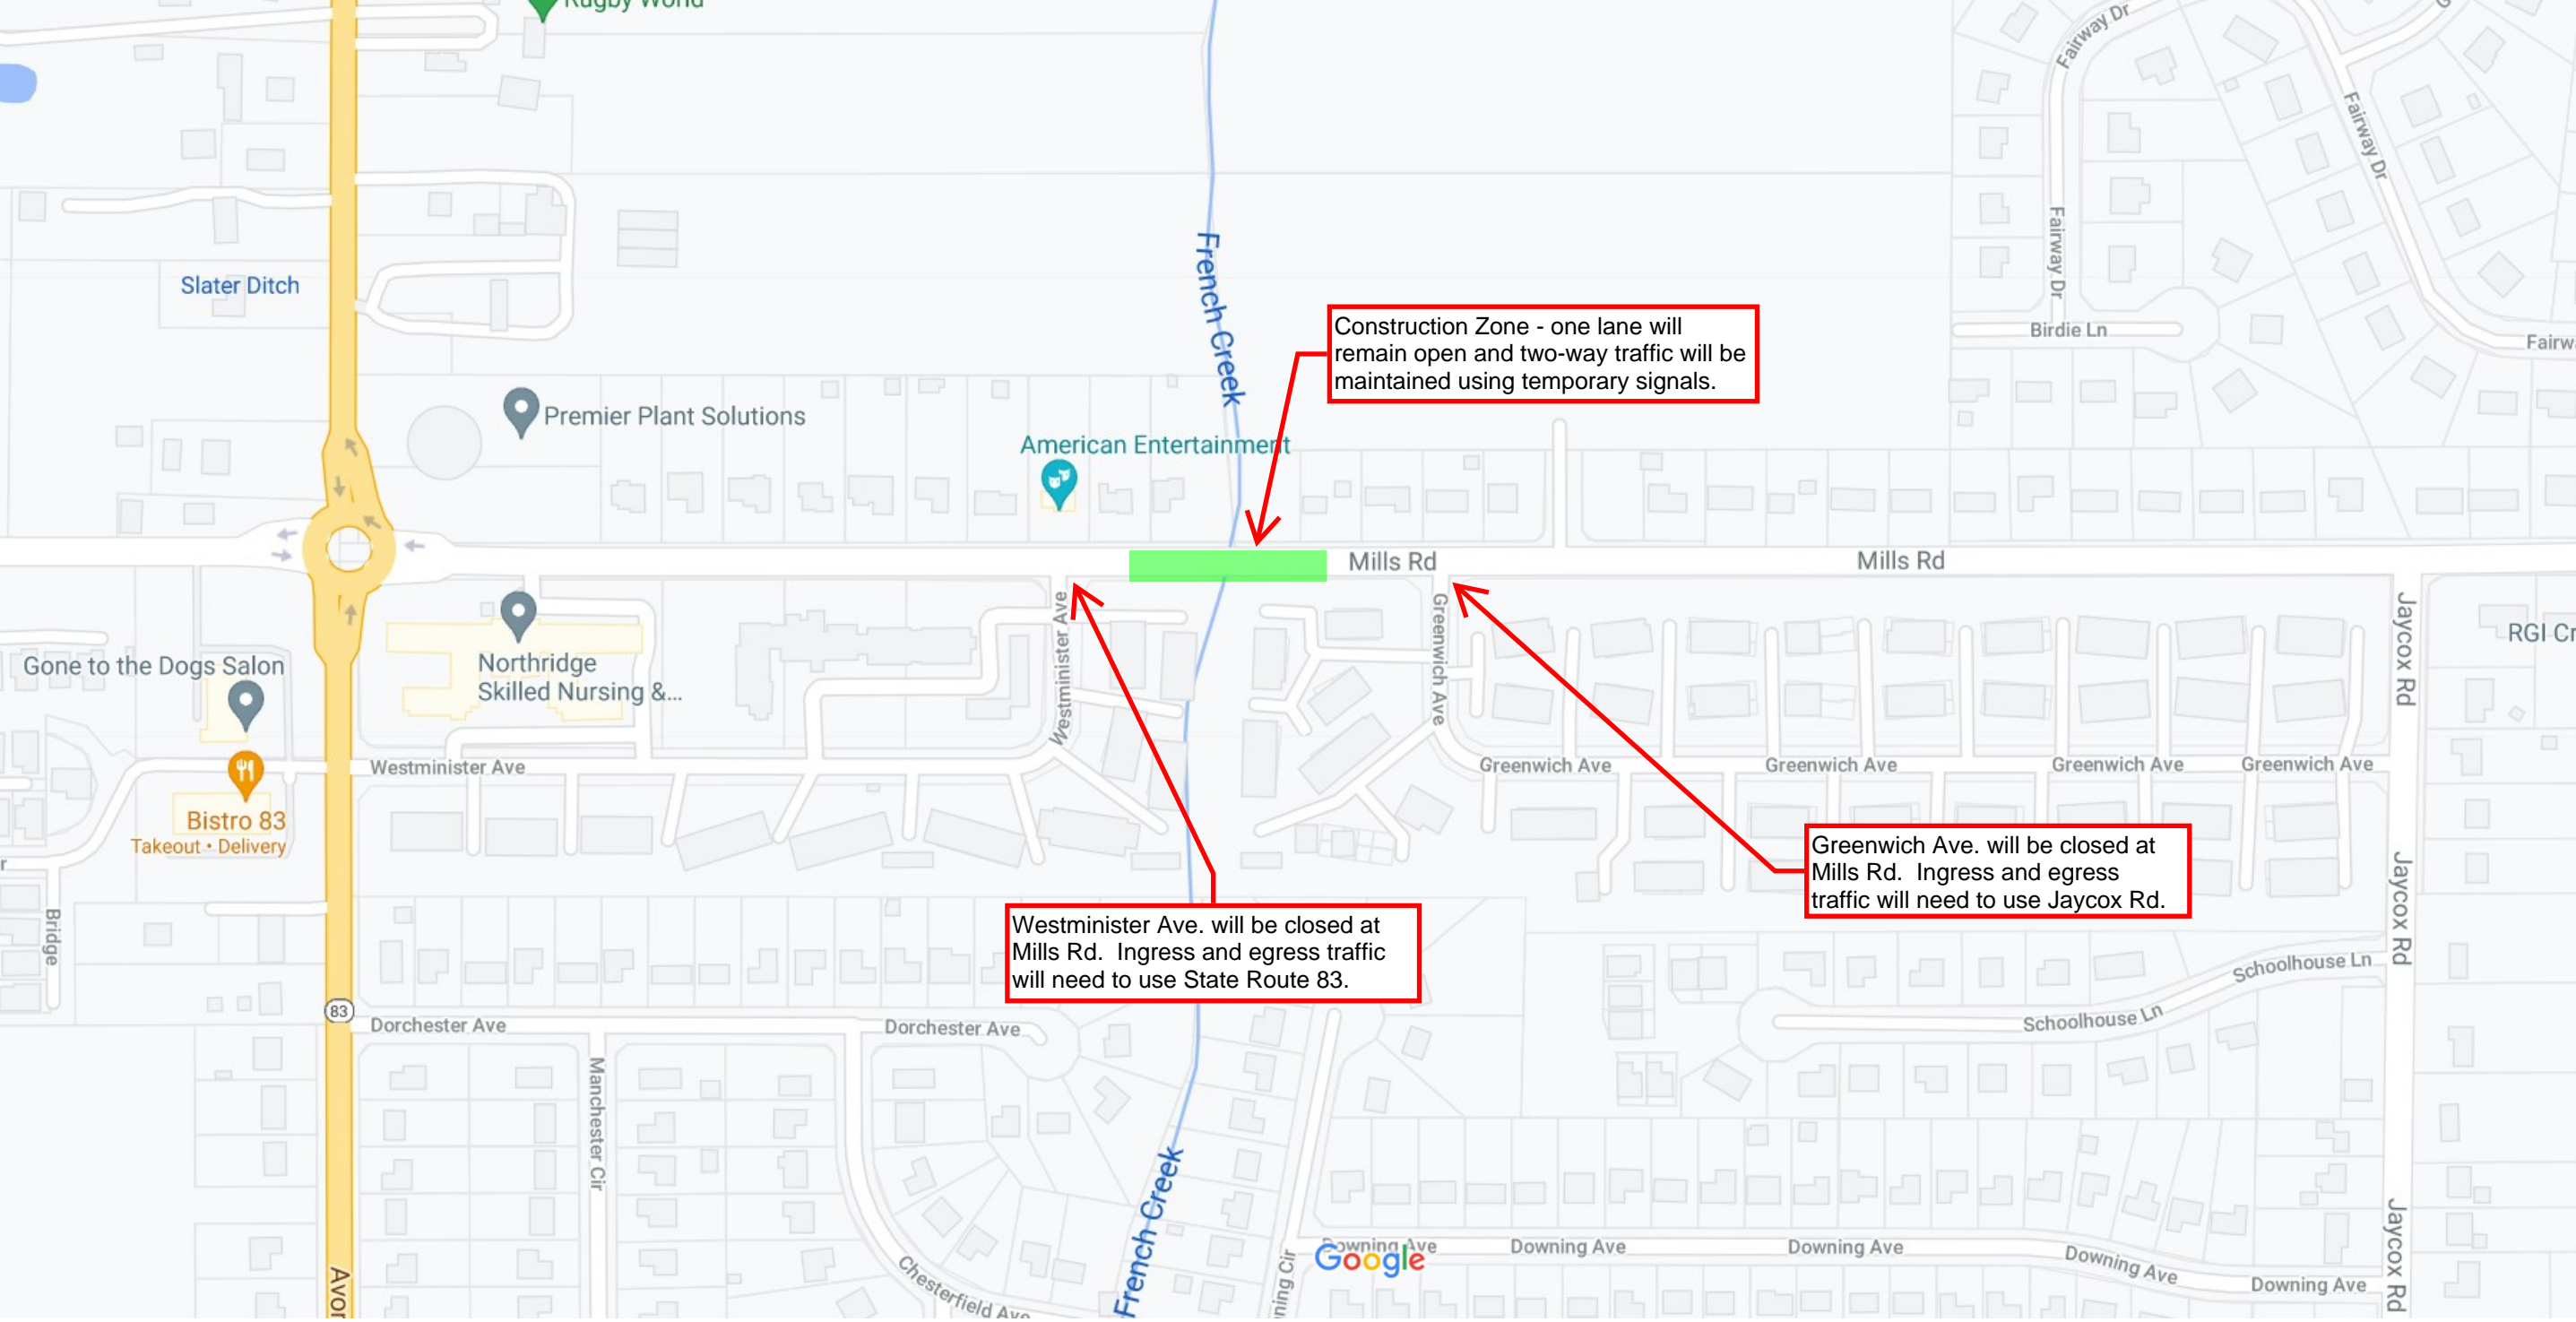 Rugby World
Fairway Dr
Fairway Dr
Fairway Dr
French Creek
Slater Ditch
Construction Zone - one lane will
remain open and two-way traffic will be
maintained using temporary signals.
Birdie Ln
Fairw
Premier Plant Solutions
American Entertainment
Mills Rd
Mills Rd
Westminister Ave
Greenwich Ave
Jaycox Rd
RGI Cr
Gone to the Dogs Salon
Northridge
Skilled Nursing &...
Westminister Ave
Greenwich Ave
Greenwich Ave
Greenwich Ave
Greenwich Ave
Bistro 83
Takeout • Delivery
r
Greenwich Ave. will be closed at
Mills Rd. Ingress and egress
traffic will need to use Jaycox Rd.
Bridge
Westminister Ave. will be closed at
Mills Rd. Ingress and egress traffic
will need to use State Route 83.
Jaycox Rd
Schoolhouse Ln
Schoolhouse Ln
83
Dorchester Ave
Dorchester Ave
Manchester Cir
French Creek
Chesterfield Ave
ning Cir
Downing Ave
Google
Downing Ave
Downing Ave
Downing Ave
Downing Ave
Jaycox Rd
Avon